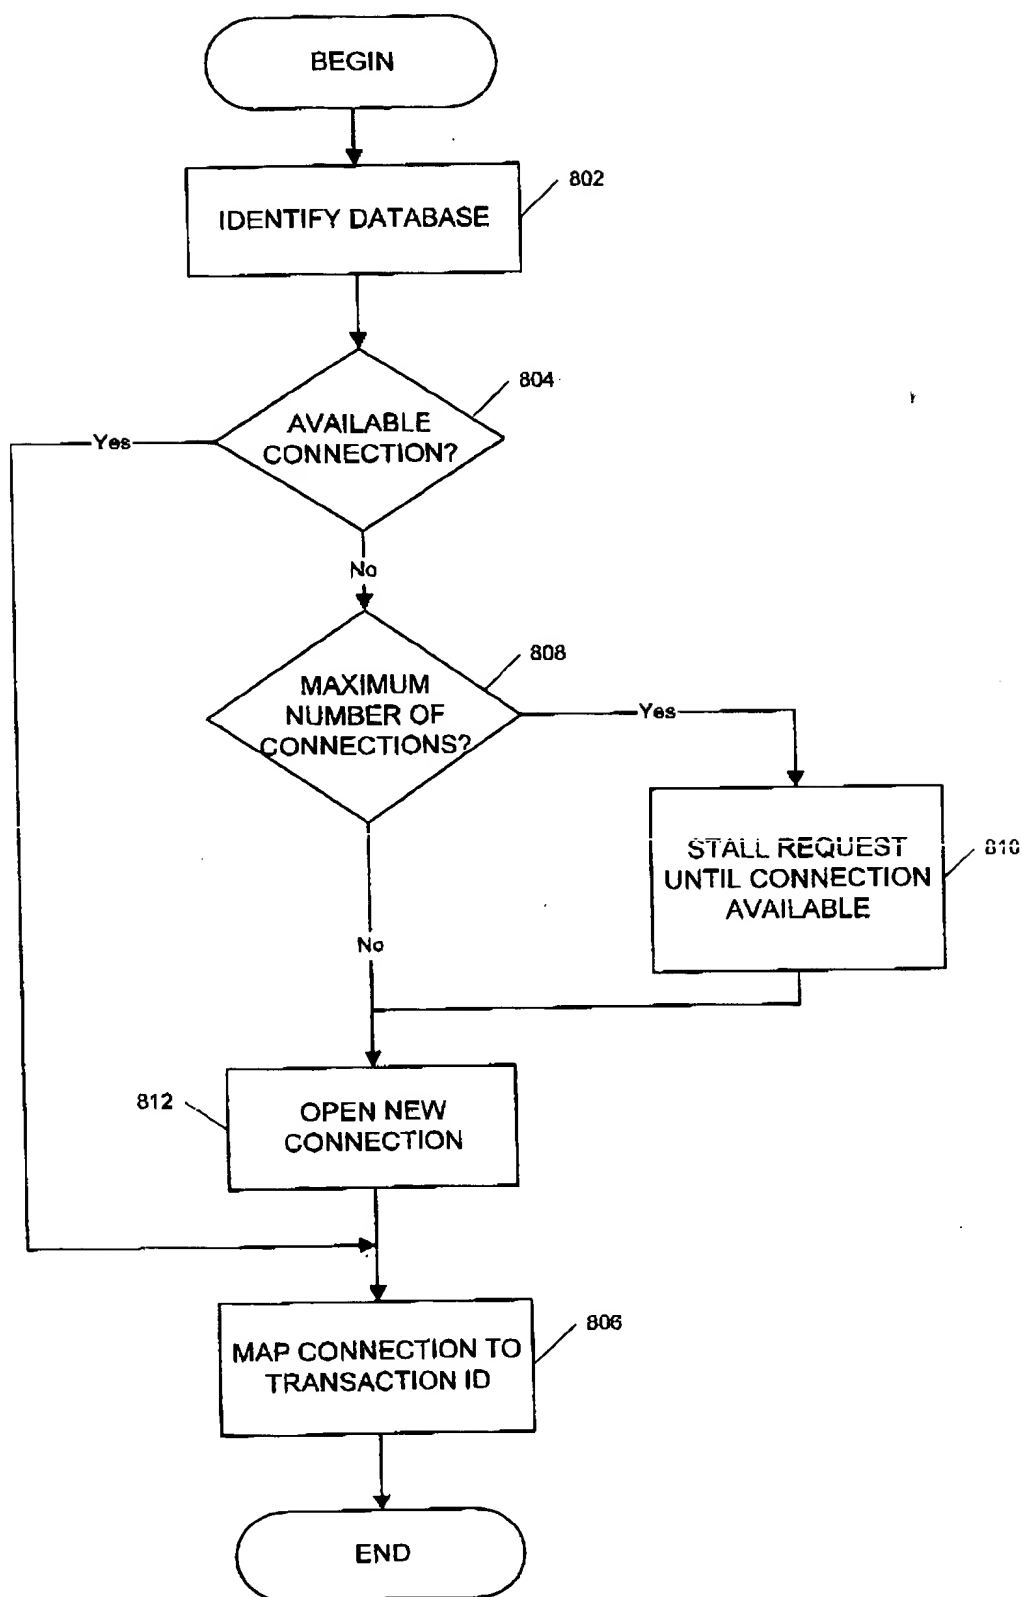 BEGIN
802
IDENTIFY DATABASE
804
AVAILABLE
CONNECTION?
Yes
No
808
MAXIMUM
NUMBER OF
CONNECTIONS?
Yes
STALL REQUEST
UNTIL CONNECTION
AVAILABLE
810
No
812
OPEN NEW
CONNECTION
806
MAP CONNECTION TO
TRANSACTION ID
END